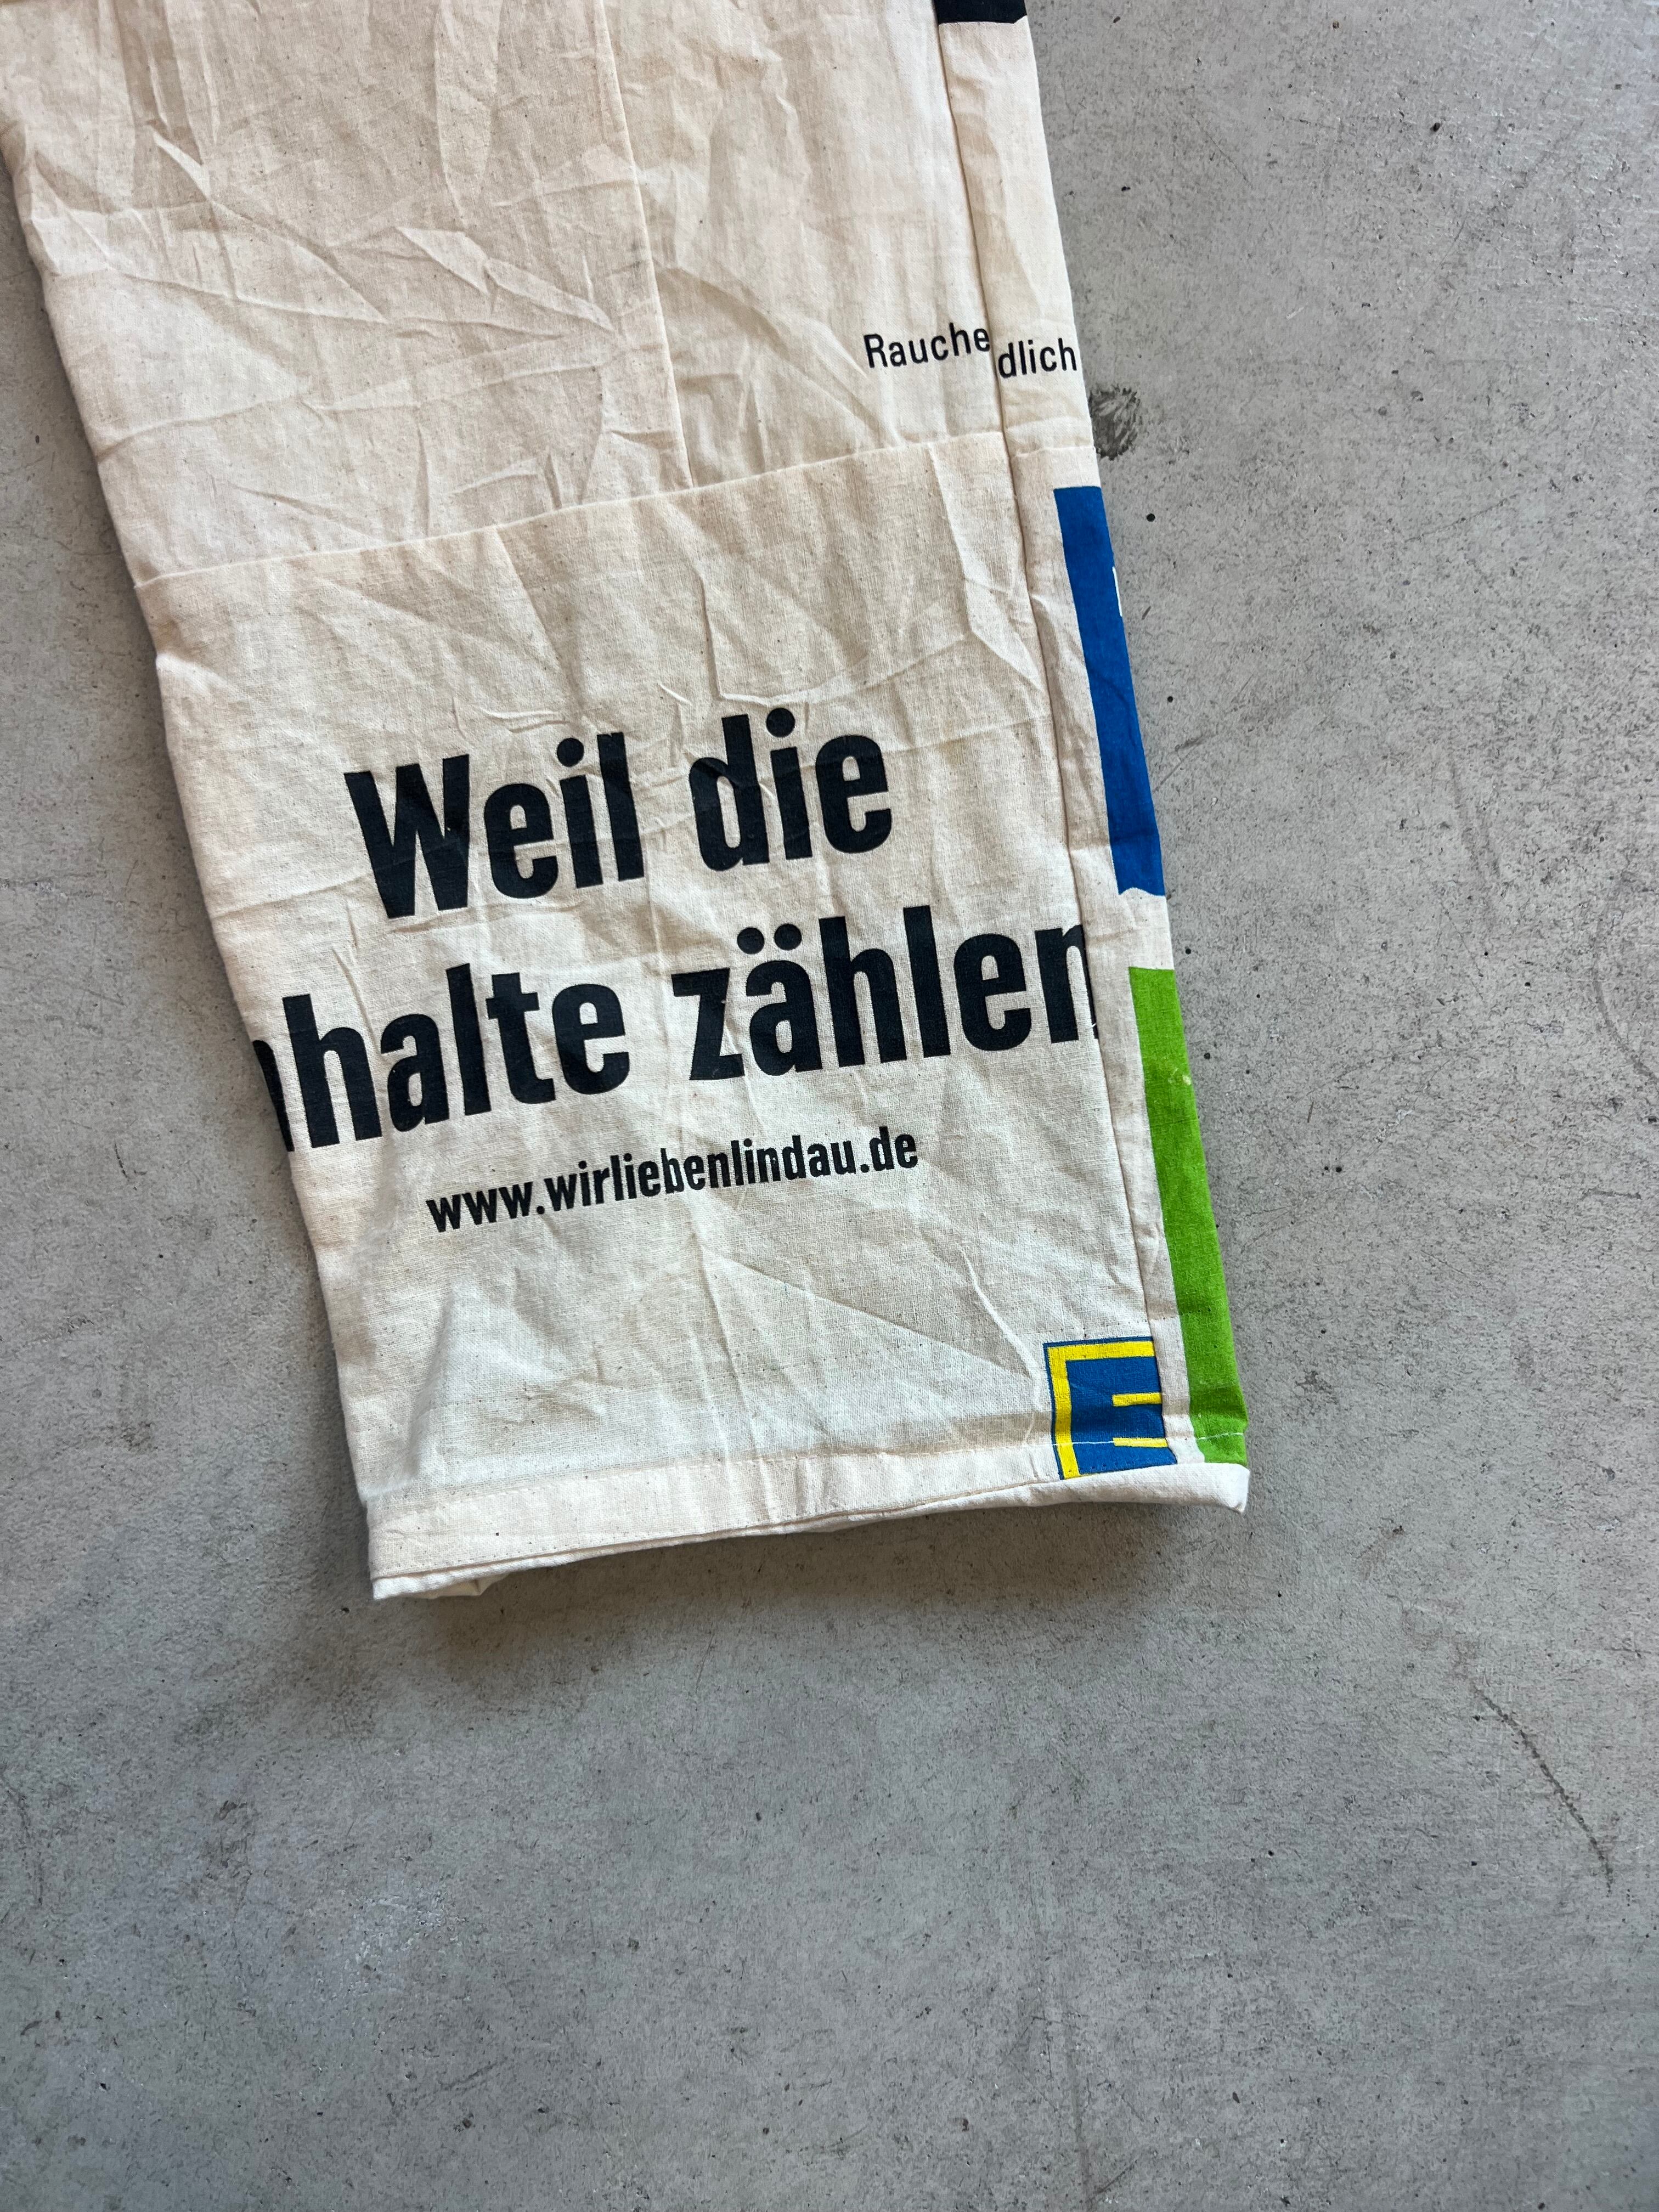 Rauche
dlich
Weil die
nhalte zählen
www.wirliebenlindau.de
E